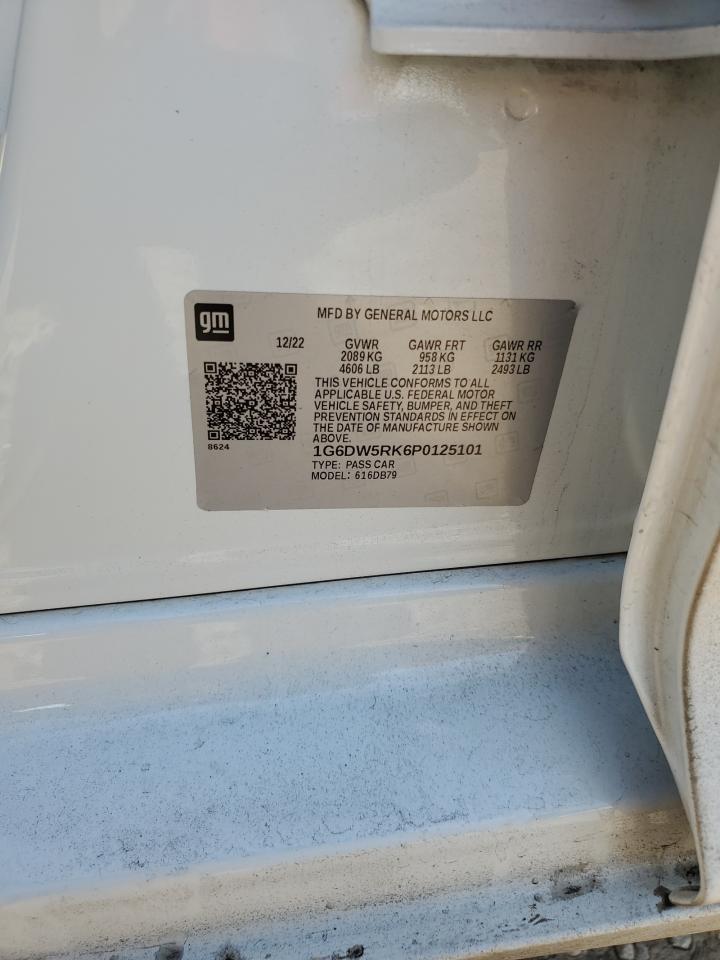 gm
MFD BY GENERAL MOTORS LLC
12/22 GVWR GAWR FRT GAWR RR
2089 KG 958 KG 1131 KG
4606 LB 2113 LB 2493 LB
THIS VEHICLE CONFORMS TO ALL
APPLICABLE U.S. FEDERAL MOTOR
VEHICLE SAFETY, BUMPER, AND THEFT
PREVENTION STANDARDS IN EFFECT ON
THE DATE OF MANUFACTURE SHOWN
ABOVE.
8624
1G6DW5RK6P0125101
TYPE: PASS CAR
MODEL: 616DB79